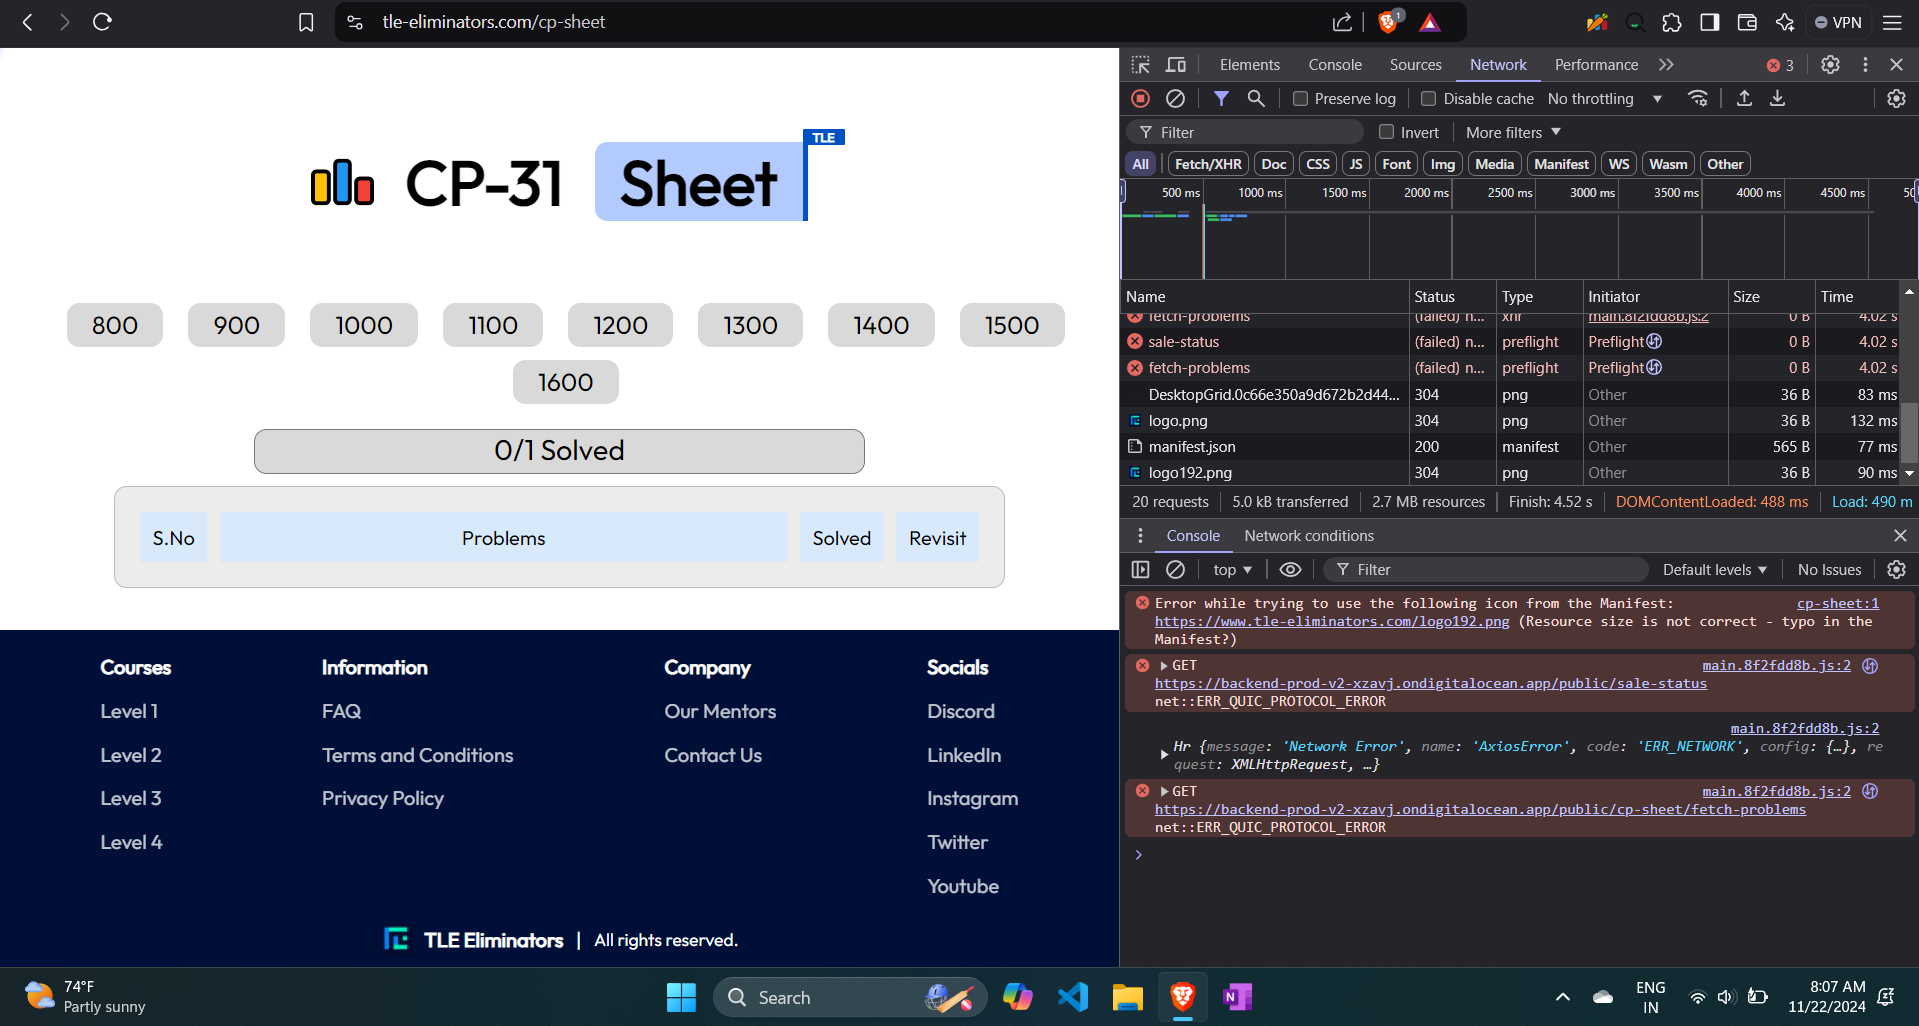 tle-eliminators.com/cp-sheet
1
VPN
TLE
CP-31 Sheet
800 900 1000 1100 1200 1300 1400 1500
1600
0/1 Solved
S.No Problems Solved Revisit
Courses Information Company Socials
Level 1 FAQ Our Mentors Discord
Level 2 Terms and Conditions Contact Us LinkedIn
Level 3 Privacy Policy Instagram
Level 4 Twitter
Youtube
TLE Eliminators | All rights reserved.
Elements Console Sources Network Performance 3
Preserve log Disable cache No throttling
Filter Invert More filters
All Fetch/XHR Doc CSS JS Font Img Media Manifest WS Wasm Other
500 ms 1000 ms 1500 ms 2000 ms 2500 ms 3000 ms 3500 ms 4000 ms 4500 ms 50
Name Status Type Initiator Size Time
fetch-problems (failed) n... xhr main.8f2fdd8b.js:2 0 B 4.02 s
sale-status (failed) n... preflight Preflight 0 B 4.02 s
fetch-problems (failed) n... preflight Preflight 0 B 4.02 s
DesktopGrid.0c66e350a9d672b2d44... 304 png Other 36 B 83 ms
logo.png 304 png Other 36 B 132 ms
manifest.json 200 manifest Other 565 B 77 ms
logo192.png 304 png Other 36 B 90 ms
20 requests 5.0 kB transferred 2.7 MB resources Finish: 4.52 s DOMContentLoaded: 488 ms Load: 490 m
Console Network conditions
top Filter Default levels No Issues
Error while trying to use the following icon from the Manifest: cp-sheet:1
https://www.tle-eliminators.com/logo192.png (Resource size is not correct - typo in the
Manifest?)
GET main.8f2fdd8b.js:2
https://backend-prod-v2-xzavj.ondigitalocean.app/public/sale-status
net::ERR_QUIC_PROTOCOL_ERROR
main.8f2fdd8b.js:2
Hr {message: 'Network Error', name: 'AxiosError', code: 'ERR_NETWORK', config: {…}, re
quest: XMLHttpRequest, …}
GET main.8f2fdd8b.js:2
https://backend-prod-v2-xzavj.ondigitalocean.app/public/cp-sheet/fetch-problems
net::ERR_QUIC_PROTOCOL_ERROR
74°F
Partly sunny
Search
N
ENG
IN
8:07 AM
11/22/2024